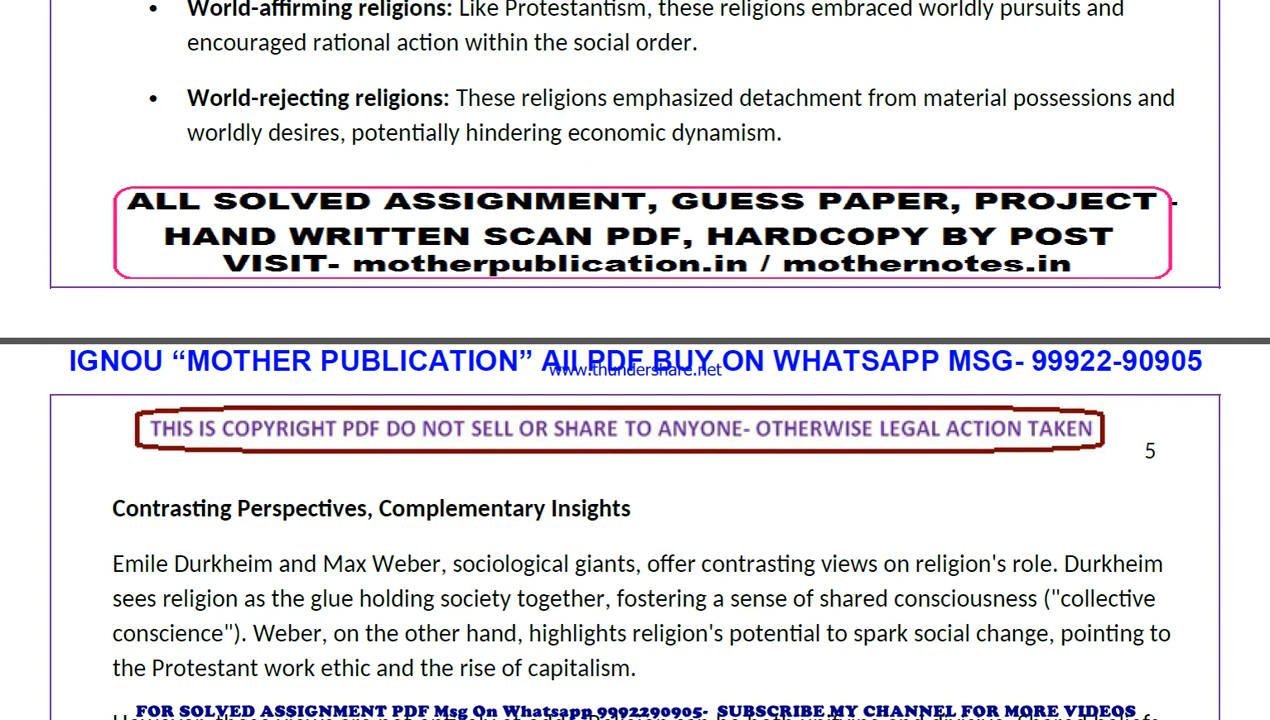 • World-affirming religions: Like Protestantism, these religions embraced worldly pursuits and
encouraged rational action within the social order.
• World-rejecting religions: These religions emphasized detachment from material possessions and
worldly desires, potentially hindering economic dynamism.
ALL SOLVED ASSIGNMENT, GUESS PAPER, PROJECT -
HAND WRITTEN SCAN PDF, HARDCOPY BY POST
VISIT- motherpublication.in / mothernotes.in
IGNOU “MOTHER PUBLICATION” All PDF BUY ON WHATSAPP MSG- 99922-90905
www.thundershare.net
THIS IS COPYRIGHT PDF DO NOT SELL OR SHARE TO ANYONE- OTHERWISE LEGAL ACTION TAKEN
5
Contrasting Perspectives, Complementary Insights
Emile Durkheim and Max Weber, sociological giants, offer contrasting views on religion's role. Durkheim
sees religion as the glue holding society together, fostering a sense of shared consciousness ("collective
conscience"). Weber, on the other hand, highlights religion's potential to spark social change, pointing to
the Protestant work ethic and the rise of capitalism.
FOR SOLVED ASSIGNMENT PDF Msg On Whatsapp 9992290905- SUBSCRIBE MY CHANNEL FOR MORE VIDEOS